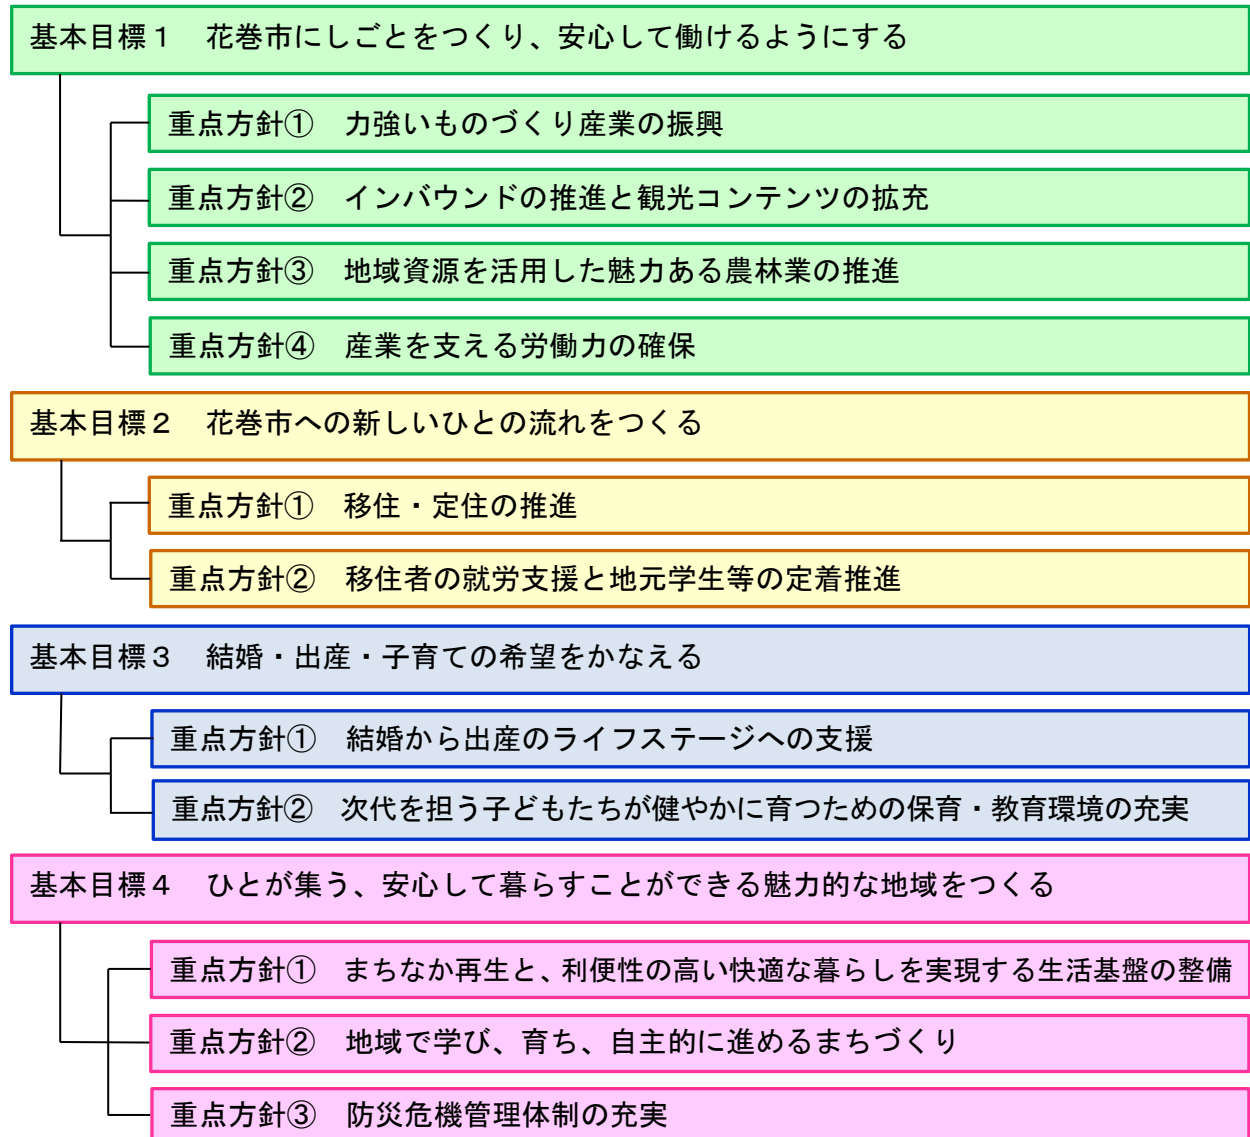 基本目標１　花巻市にしごとをつくり、安心して働けるようにする
重点方針①　力強いものづくり産業の振興
重点方針②　インバウンドの推進と観光コンテンツの拡充
重点方針③　地域資源を活用した魅力ある農林業の推進
重点方針④　産業を支える労働力の確保
基本目標２　花巻市への新しいひとの流れをつくる
重点方針①　移住・定住の推進
重点方針②　移住者の就労支援と地元学生等の定着推進
基本目標３　結婚・出産・子育ての希望をかなえる
重点方針①　結婚から出産のライフステージへの支援
重点方針②　次代を担う子どもたちが健やかに育つための保育・教育環境の充実
基本目標４　ひとが集う、安心して暮らすことができる魅力的な地域をつくる
重点方針①　まちなか再生と、利便性の高い快適な暮らしを実現する生活基盤の整備
重点方針②　地域で学び、育ち、自主的に進めるまちづくり
重点方針③　防災危機管理体制の充実